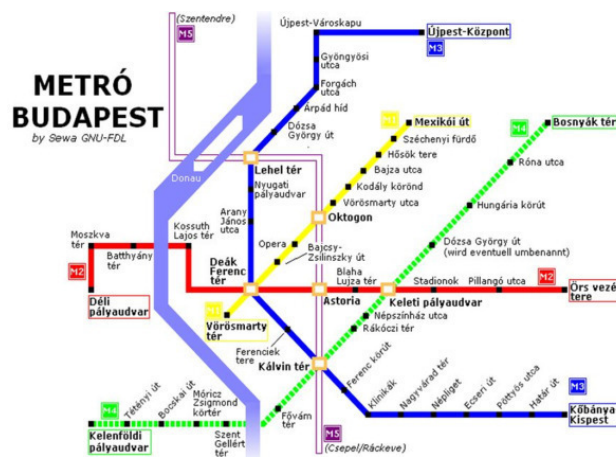 (Szentendre)
M5
METRÓ
BUDAPEST
by Sewa GNU-FDL
Újpest-Városkapu
Újpest-Központ
M3
Gyöngyösi
utca
Forgách
utca
Árpád híd
Dózsa
György út
Lehel tér
M1
Mexikói út
Széchenyi fürdő
Hősök tere
Bajza utca
Kodály körönd
Vörösmarty utca
Oktogon
M4
Bosnyák tér
Róna utca
Hungária körút
Dózsa György út
(wird eventuell umbenannt)
Donau
Nyugati
pályaudvar
Arany
János
utca
Opera
Bajcsy-
Zsilinszky út
Moszkva
tér
Batthyány
tér
Kossuth
Lajos tér
Deák
Ferenc
tér
M2
Déli
pályaudvar
M1
Vörösmarty
tér
Blaha
Lujza tér
Astoria
Keleti pályaudvar
Stadionok
Pillangó utca
M2
Örs vezér
tere
Népszínház utca
Rákóczi tér
Ferenciek
tere
Kálvin tér
Ferenc körút
Klinikák
Nagyvárad tér
Népliget
Ecseri út
Pöttyös utca
Határ út
M3
Kőbánya
Kispest
M4
Kelenföldi
pályaudvar
Tétényi út
Bocskai út
Móricz
Zsigmond
körtér
Szent
Gellért
tér
Fővám
tér
M5
(Csepel/Ráckeve)